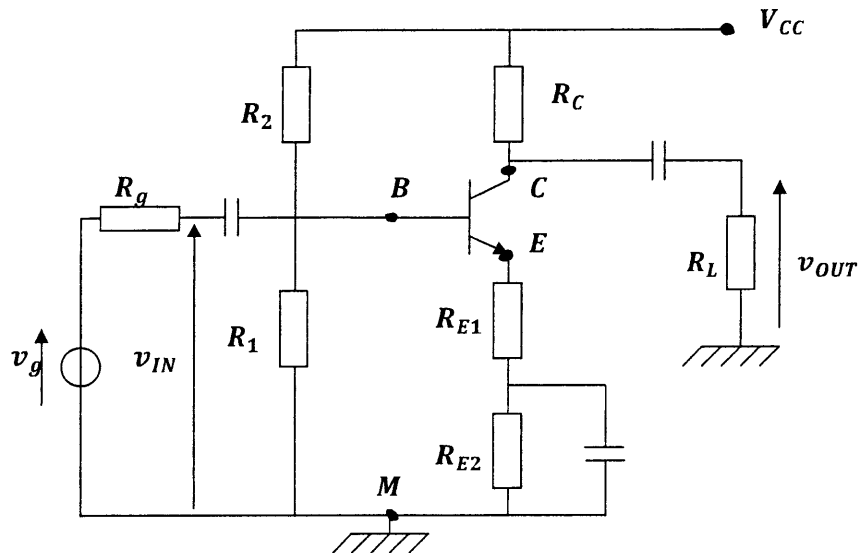 V_CC
R_2
R_C
R_g
B
C
E
R_1
R_E1
R_L
v_OUT
v_g
v_IN
R_E2
M